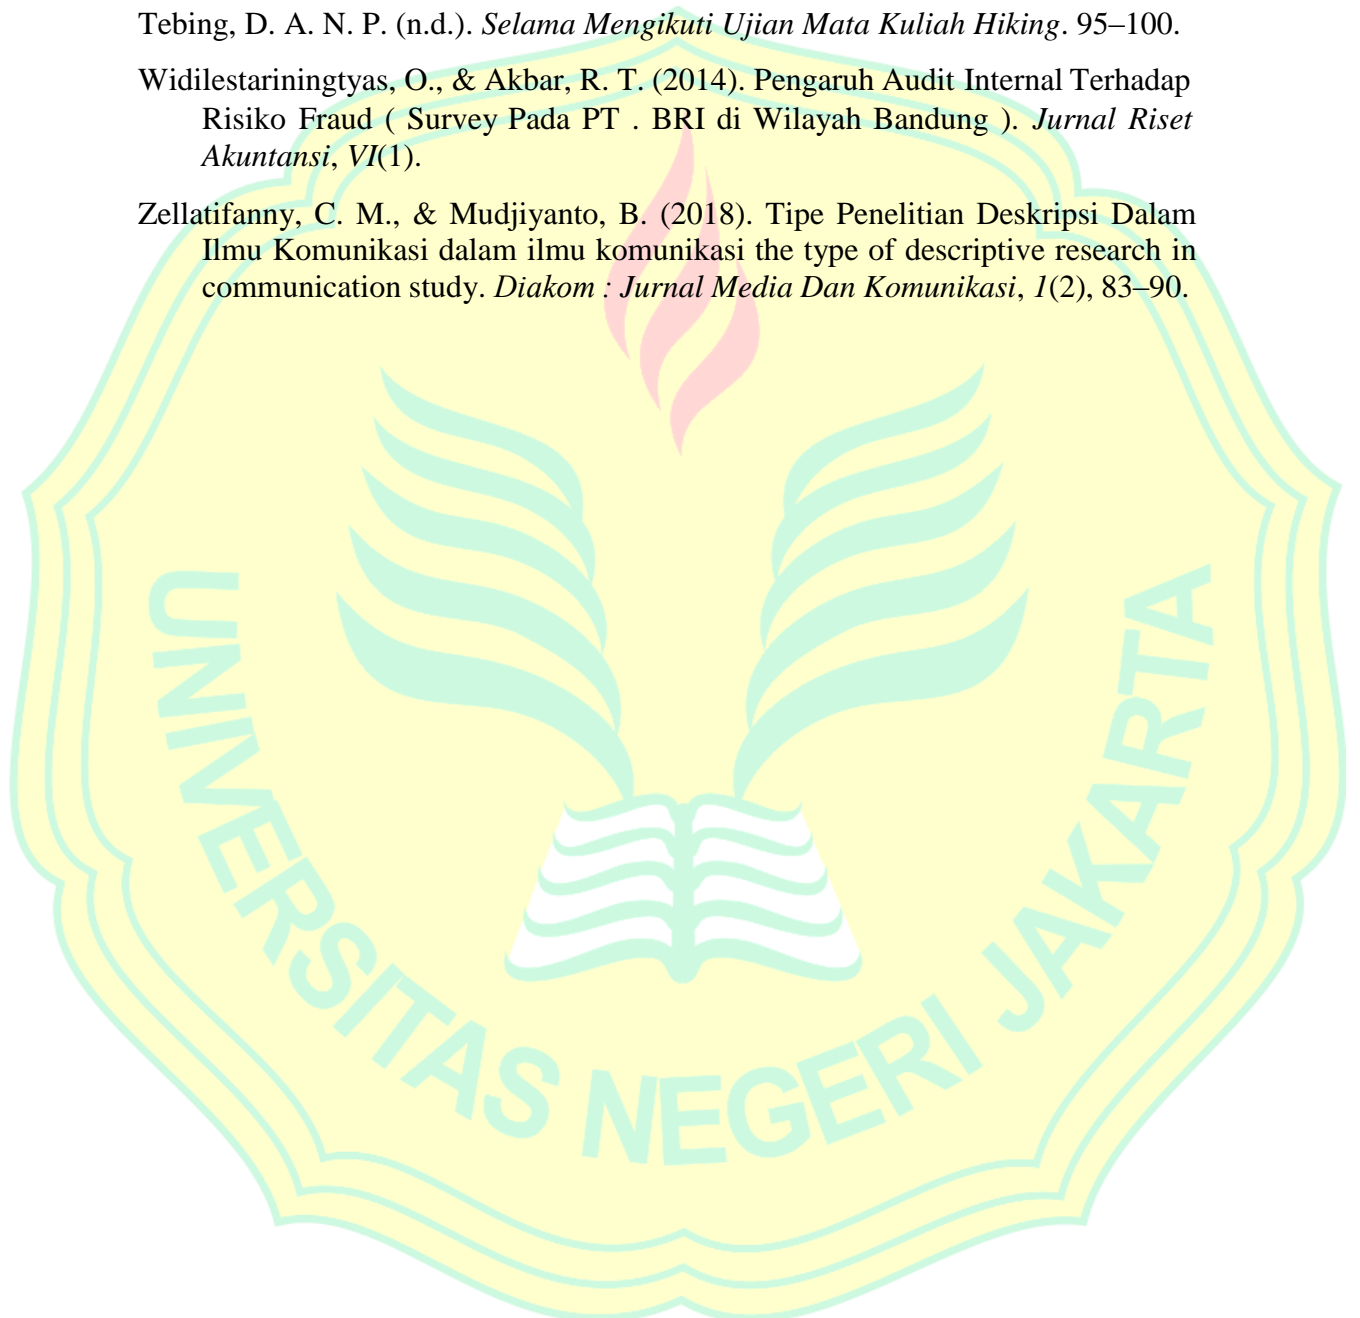 Tebing, D. A. N. P. (n.d.). Selama Mengikuti Ujian Mata Kuliah Hiking. 95–100.
Widilestariningtyas, O., & Akbar, R. T. (2014). Pengaruh Audit Internal Terhadap
Risiko Fraud ( Survey Pada PT . BRI di Wilayah Bandung ). Jurnal Riset
Akuntansi, VI(1).
Zellatifanny, C. M., & Mudjiyanto, B. (2018). Tipe Penelitian Deskripsi Dalam
Ilmu Komunikasi dalam ilmu komunikasi the type of descriptive research in
communication study. Diakom : Jurnal Media Dan Komunikasi, 1(2), 83–90.
UNIVERSITAS NEGERI JAKARTA